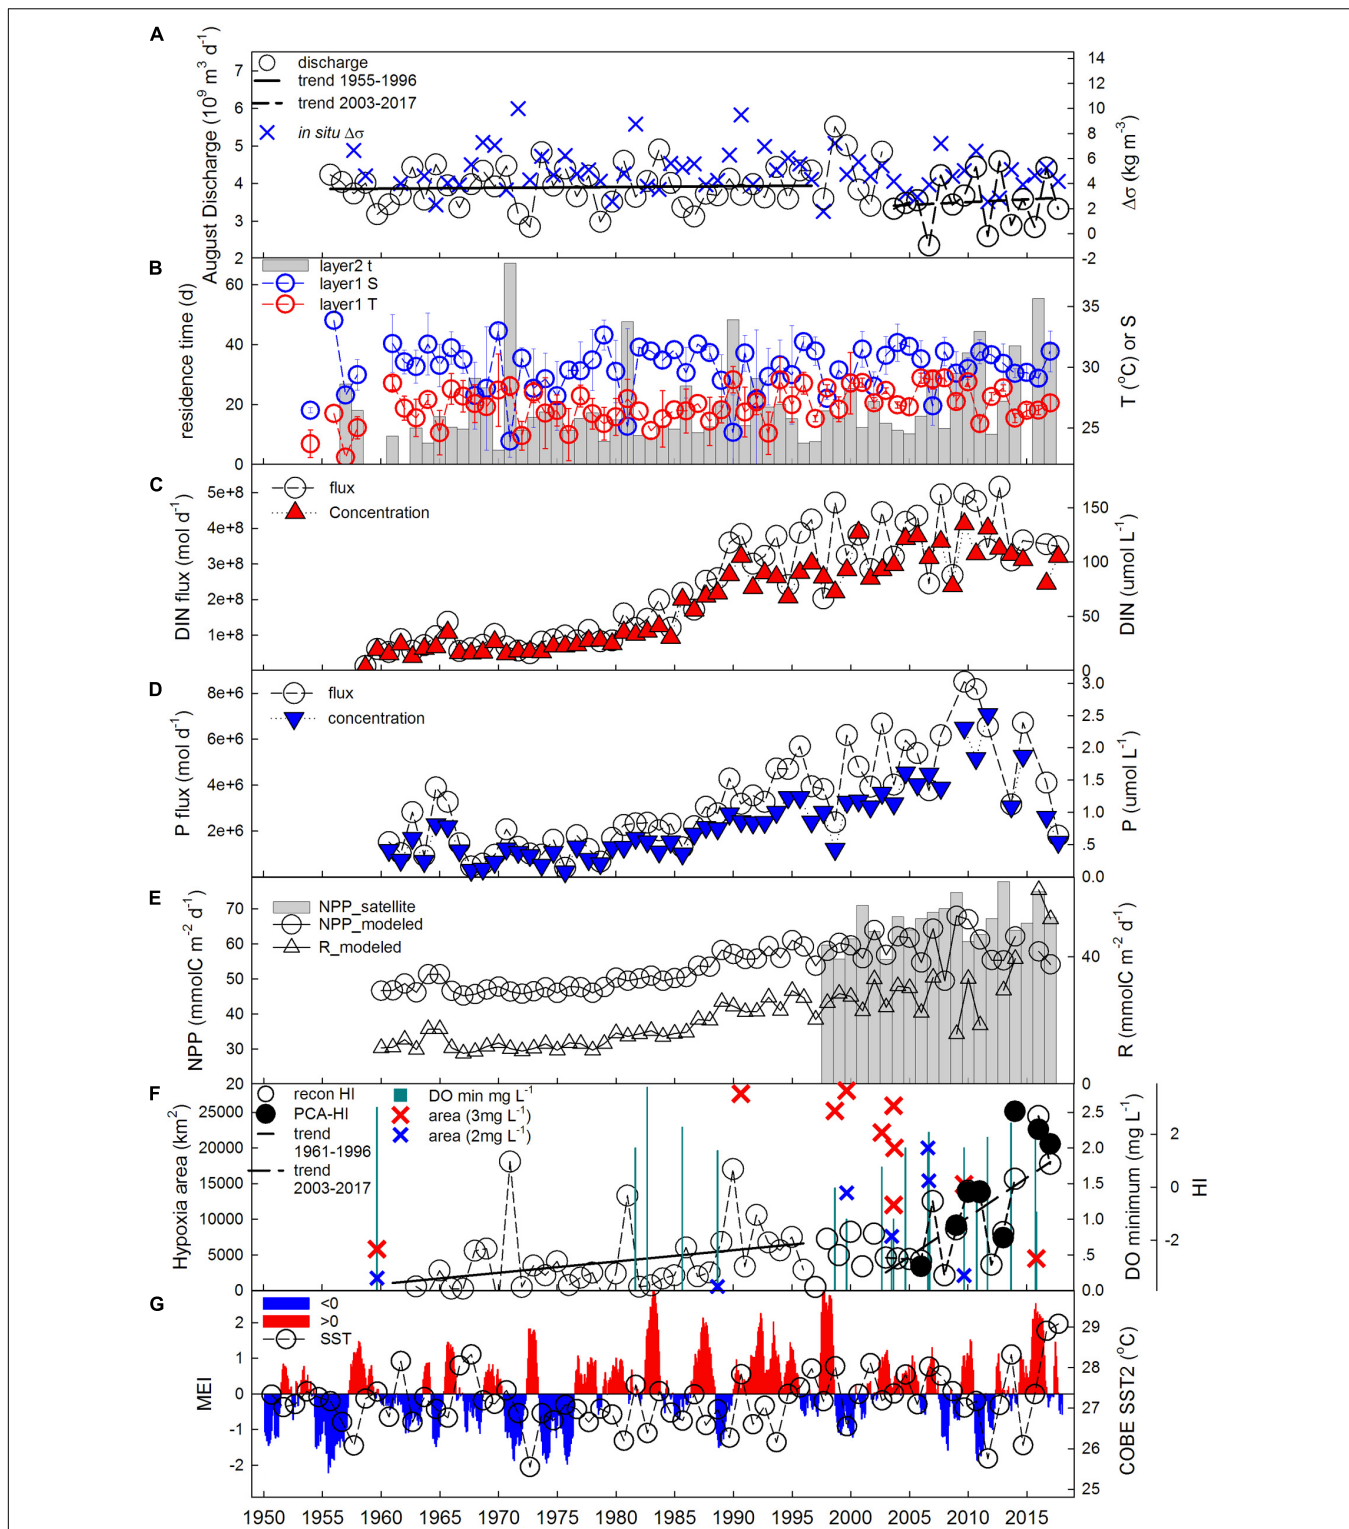 A
August Discharge (10⁹ m³ d⁻¹)
7
6
5
4
3
2
discharge
trend 1955-1996
trend 2003-2017
in situ Δσ
14
12
10
8
6
4
2
0
-2
Δσ (kg m⁻³)
B
residence time (d)
60
40
20
0
layer2 t
layer1 S
layer1 T
35
30
25
T (°C) or S
C
DIN flux (mol d⁻¹)
5e+8
4e+8
3e+8
2e+8
1e+8
flux
Concentration
150
100
50
0
DIN (umol L⁻¹)
D
P flux (mol d⁻¹)
8e+6
6e+6
4e+6
2e+6
flux
concentration
3.0
2.5
2.0
1.5
1.0
.5
0.0
P (umol L⁻¹)
E
NPP (mmolC m⁻² d⁻¹)
70
60
50
40
30
20
NPP_satellite
NPP_modeled
R_modeled
40
0
R (mmolC m⁻² d⁻¹)
F
Hypoxia area (km²)
25000
20000
15000
10000
5000
0
recon HI
PCA-HI
trend
1961-1996
trend
2003-2017
DO min mg L⁻¹
area (3mg L⁻¹)
area (2mg L⁻¹)
2.5
2.0
1.5
1.0
.5
0.0
DO minimum (mg L⁻¹)
2
0
-2
HI
G
MEI
2
1
0
-1
-2
<0
>0
SST
29
28
27
26
25
COBE SST2 (°C)
1950 1955 1960 1965 1970 1975 1980 1985 1990 1995 2000 2005 2010 2015